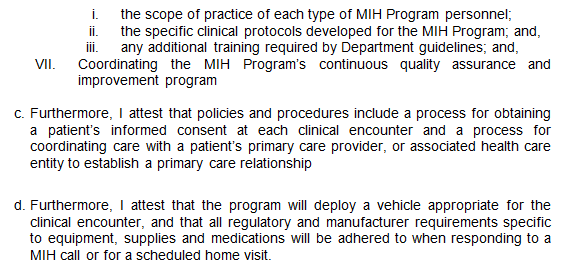 i. the scope of practice of each type of MIH Program personnel;
ii. the specific clinical protocols developed for the MIH Program; and,
iii. any additional training required by Department guidelines; and,
VII. Coordinating the MIH Program's continuous quality assurance and
improvement program
c. Furthermore, I attest that policies and procedures include a process for obtaining
a patient's informed consent at each clinical encounter and a process for
coordinating care with a patient's primary care provider, or associated health care
entity to establish a primary care relationship
d. Furthermore, I attest that the program will deploy a vehicle appropriate for the
clinical encounter, and that all regulatory and manufacturer requirements specific
to equipment, supplies and medications will be adhered to when responding to a
MIH call or for a scheduled home visit.